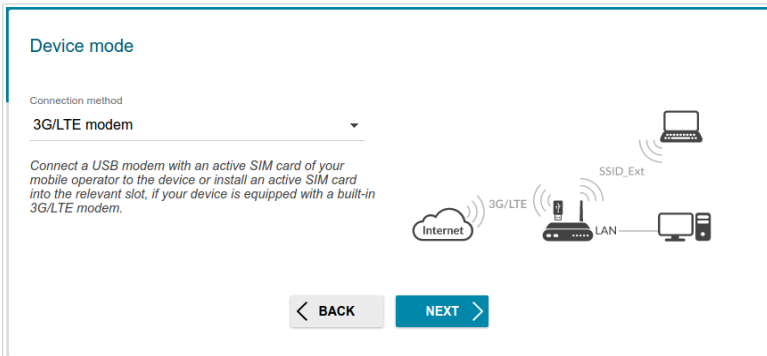 Device mode
Connection method
3G/LTE modem
Connect a USB modem with an active SIM card of your
mobile operator to the device or install an active SIM card
into the relevant slot, if your device is equipped with a built-in
3G/LTE modem.
SSID_Ext
3G/LTE
Internet
LAN
BACK
NEXT